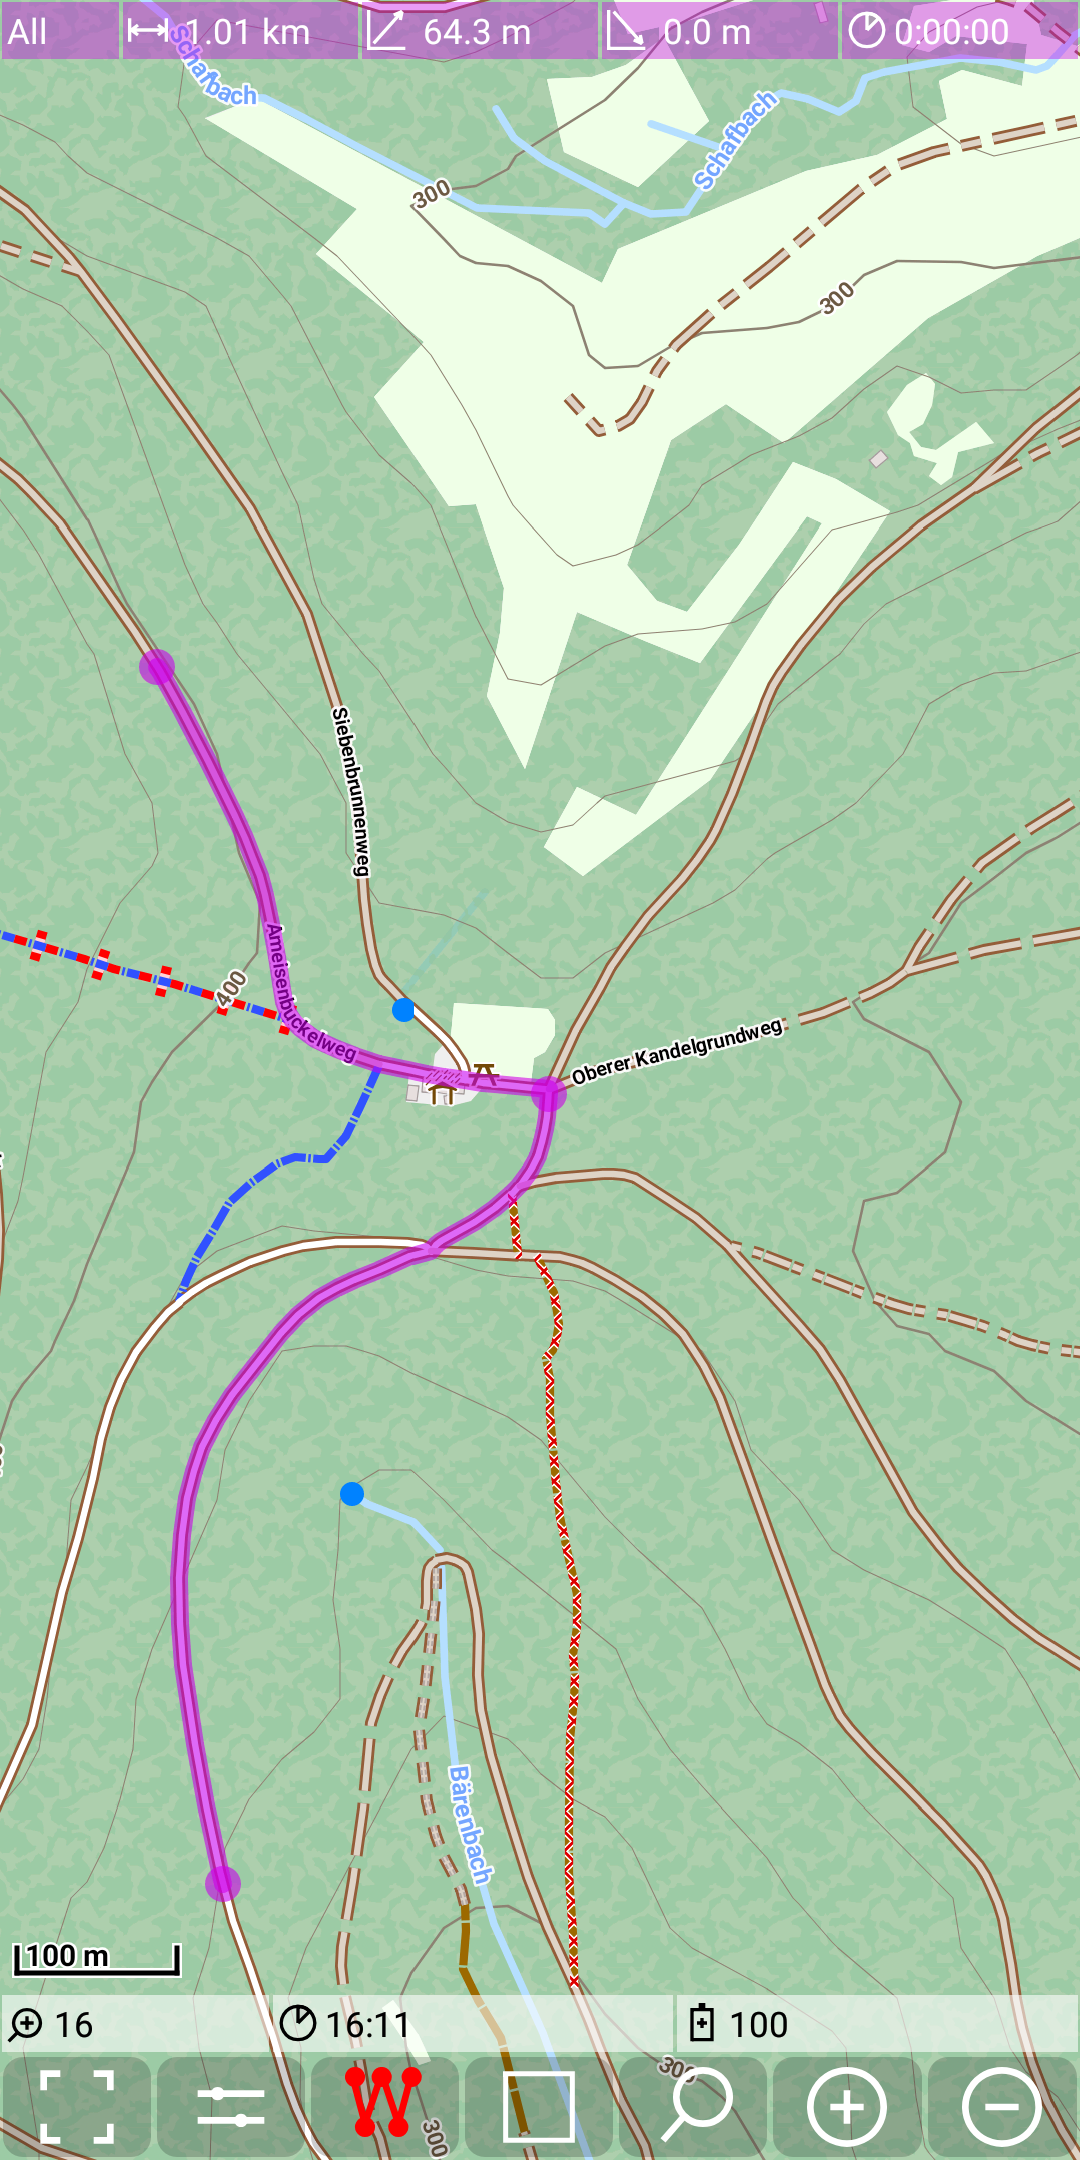 All
1.01 km
64.3 m
0.0 m
0:00:00
Schafbach
Schafbach
300
300
Siebenbrunnenweg
Ameisenbuckelweg
400
Oberer Kandelgrundweg
Bärenbach
100 m
16
16:11
100
300
300